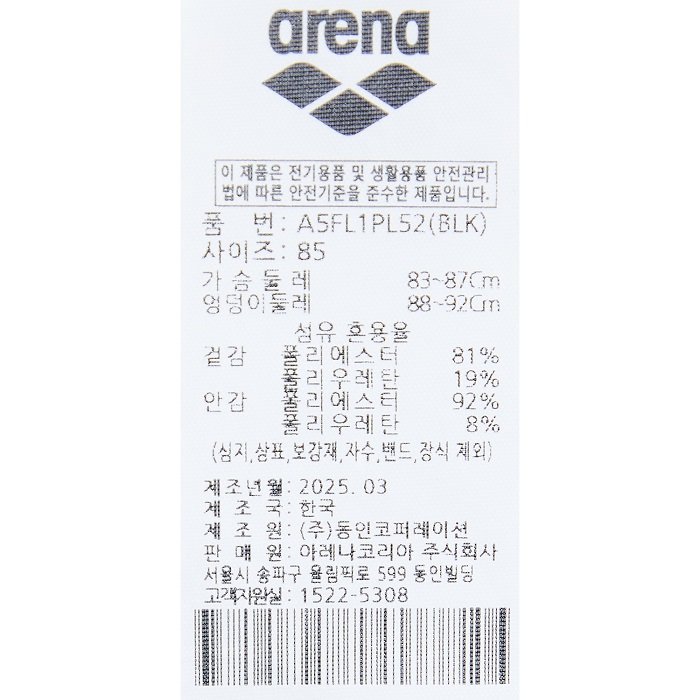 arena
이 제품은 전기용품 및 생활용품 안전관리
법에 따른 안전기준을 준수한 제품입니다.
품 번: A5FL1PL52(BLK)
사이즈: 85
가슴둘레 83~87Cm
엉덩이둘레 88~92Cm
섬유 혼용율
겉감 폴리에스터 81%
폴리우레탄 19%
안감 폴리에스터 92%
폴리우레탄 8%
(심지,상표,보강재,자수,밴드,장식 제외)
제조년월: 2025. 03
제 조 국: 한국
제 조 원: (주)동인코퍼레이션
판 매 원: 아레나코리아 주식회사
서울시 송파구 올림픽로 599 동인빌딩
고객지원실: 1522-5308